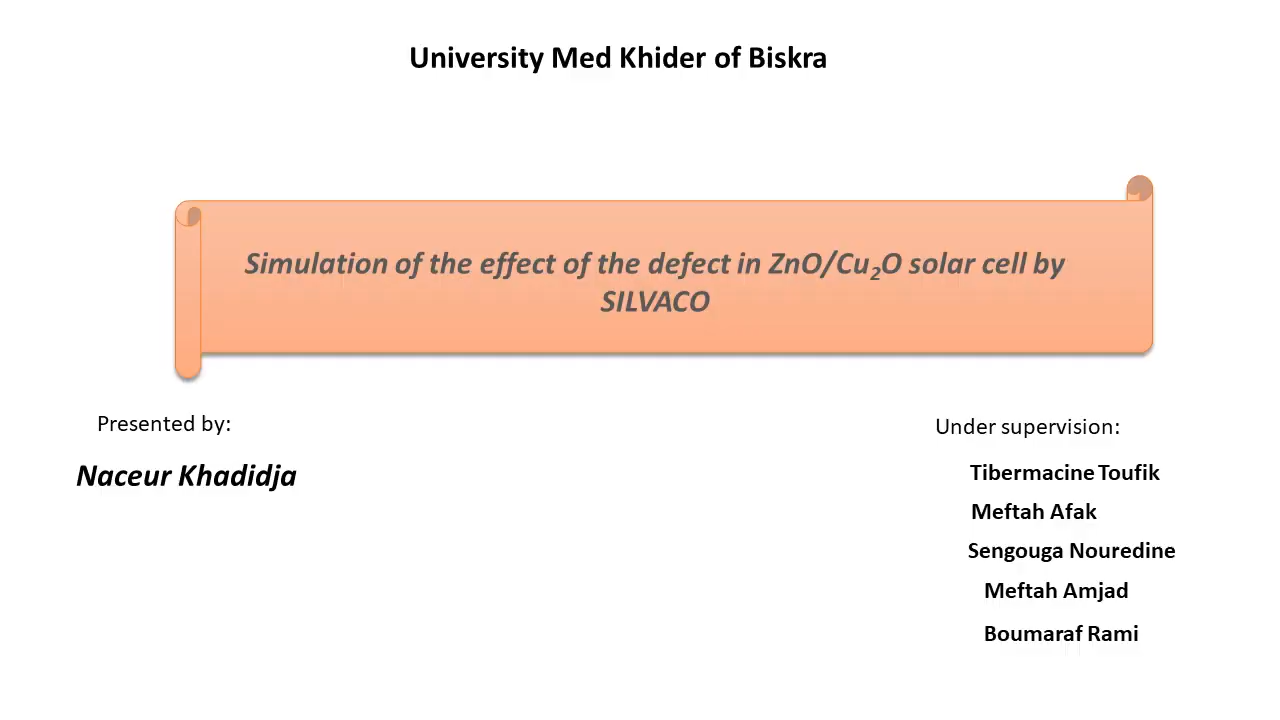 University Med Khider of Biskra
Simulation of the effect of the defect in ZnO/Cu₂O solar cell by
SILVACO
Presented by:
Naceur Khadidja
Under supervision:
Tibermacine Toufik
Meftah Afak
Sengouga Nouredine
Meftah Amjad
Boumaraf Rami